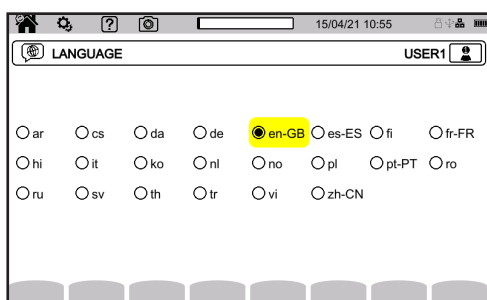 ? 15/04/21 10:55
LANGUAGE USER1
ar cs da de en-GB es-ES fi fr-FR
hi it ko nl no pl pt-PT ro
ru sv th tr vi zh-CN